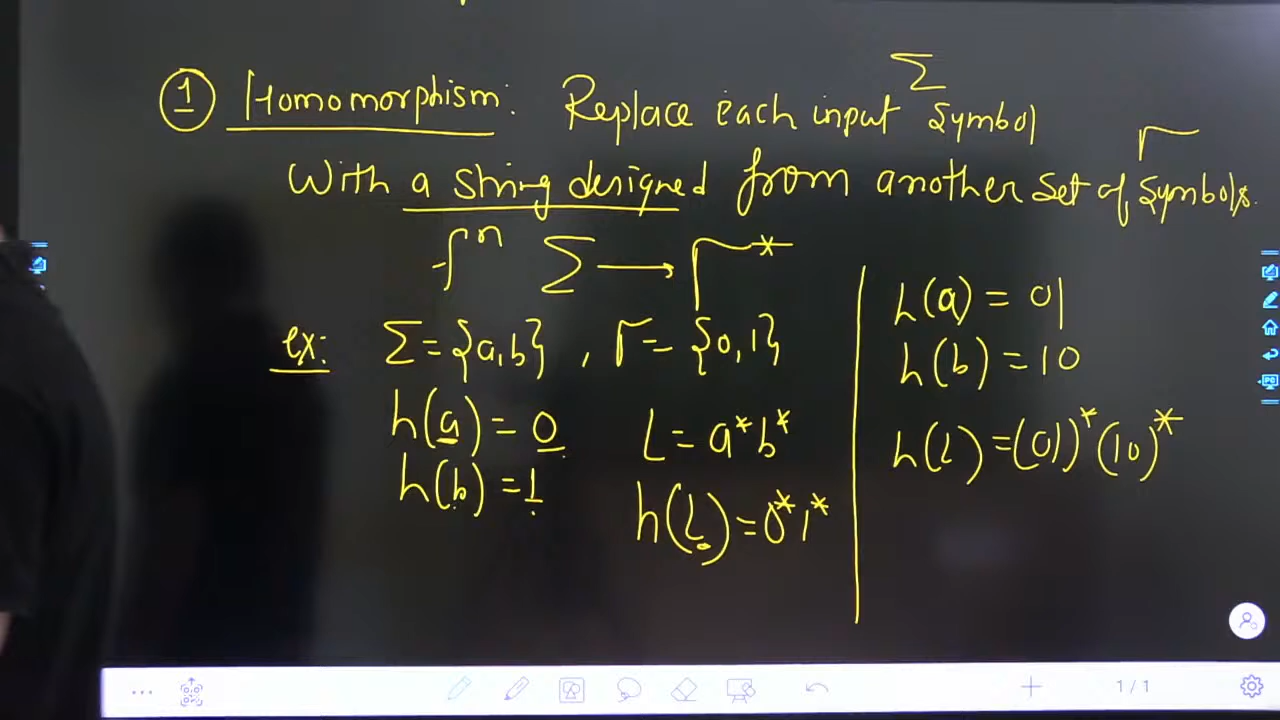 ① Homomorphism: Replace each input Symbol
Σ
With a string designed from another set of Symbols.
Γ
fⁿ Σ → Γ*
ex: Σ = {a,b}, Γ = {0,1}
h(a) = 0
h(b) = 1
L = a*b*
h(L) = 0*1*
h(a) = 01
h(b) = 10
h(L) = (01)*(10)*
1 / 1